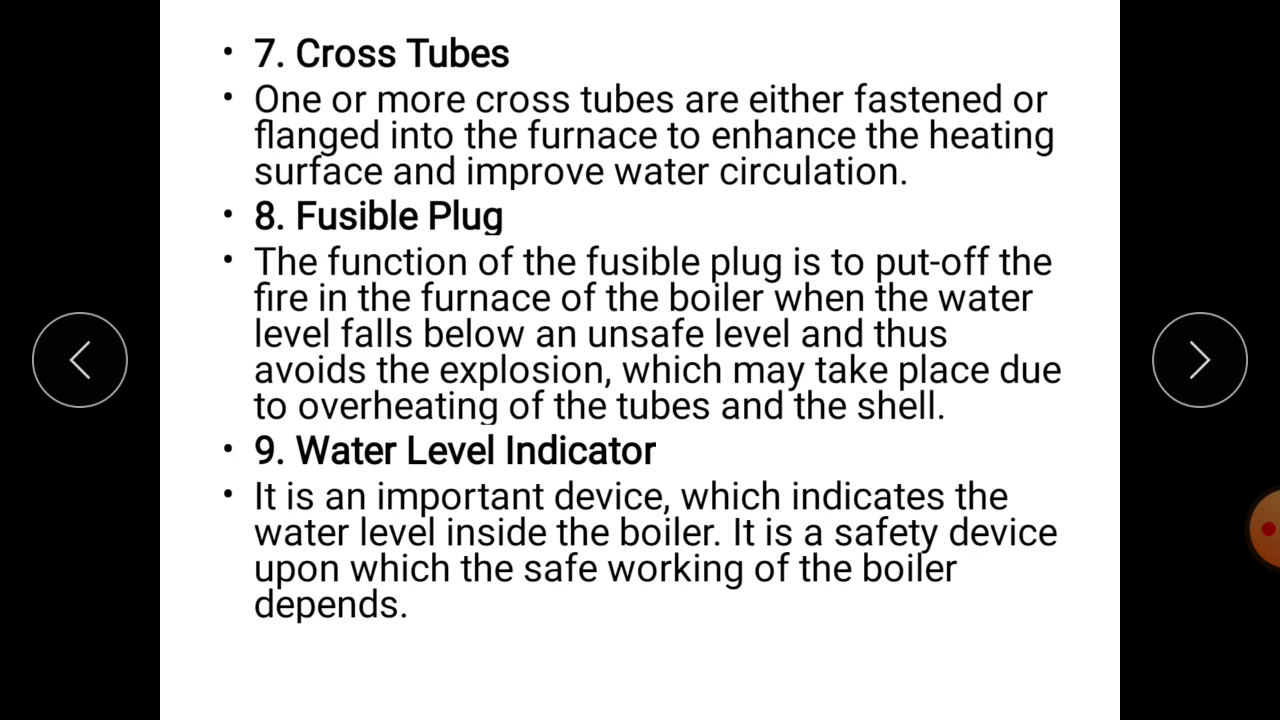 • 7. Cross Tubes
• One or more cross tubes are either fastened or
flanged into the furnace to enhance the heating
surface and improve water circulation.
• 8. Fusible Plug
• The function of the fusible plug is to put-off the
fire in the furnace of the boiler when the water
level falls below an unsafe level and thus
avoids the explosion, which may take place due
to overheating of the tubes and the shell.
• 9. Water Level Indicator
• It is an important device, which indicates the
water level inside the boiler. It is a safety device
upon which the safe working of the boiler
depends.